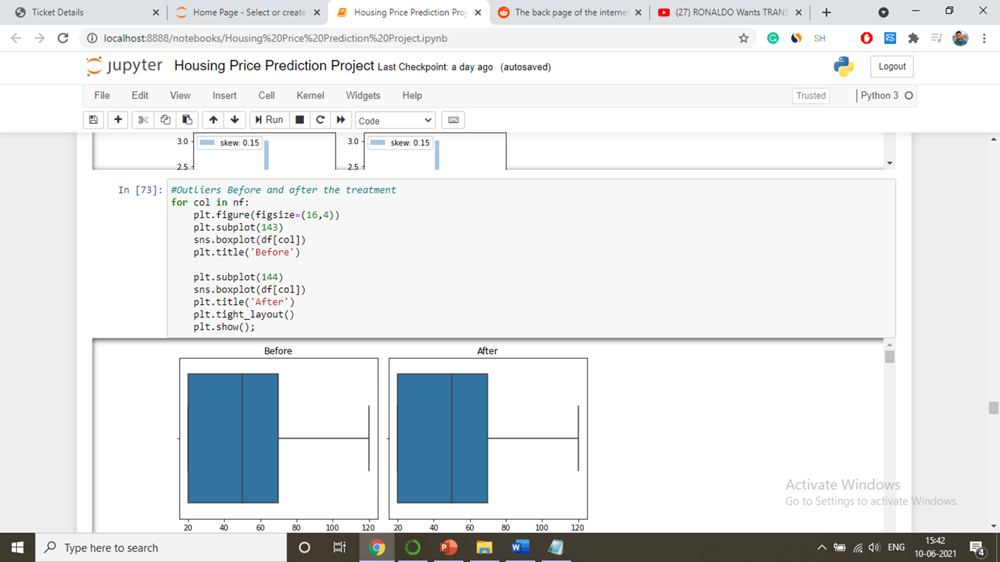 Ticket Details
Home Page - Select or create
Housing Price Prediction Proj
The back page of the internet
(27) RONALDO Wants TRANS
localhost:8888/notebooks/Housing%20Price%20Prediction%20Project.ipynb
SH
jupyter Housing Price Prediction Project Last Checkpoint: a day ago (autosaved)
Logout
File Edit View Insert Cell Kernel Widgets Help
Trusted
Python 3
Run
Code
3.0 skew: 0.15 3.0 skew: 0.15
2.5 2.5
In [73]: #Outliers Before and after the treatment
for col in nf:
    plt.figure(figsize=(16,4))
    plt.subplot(143)
    sns.boxplot(df[col])
    plt.title('Before')
    plt.subplot(144)
    sns.boxplot(df[col])
    plt.title('After')
    plt.tight_layout()
    plt.show();
Before After
20 40 60 80 100 120 20 40 60 80 100 120
Activate Windows
Go to Settings to activate Windows.
Type here to search
ENG
15:42
10-06-2021
4